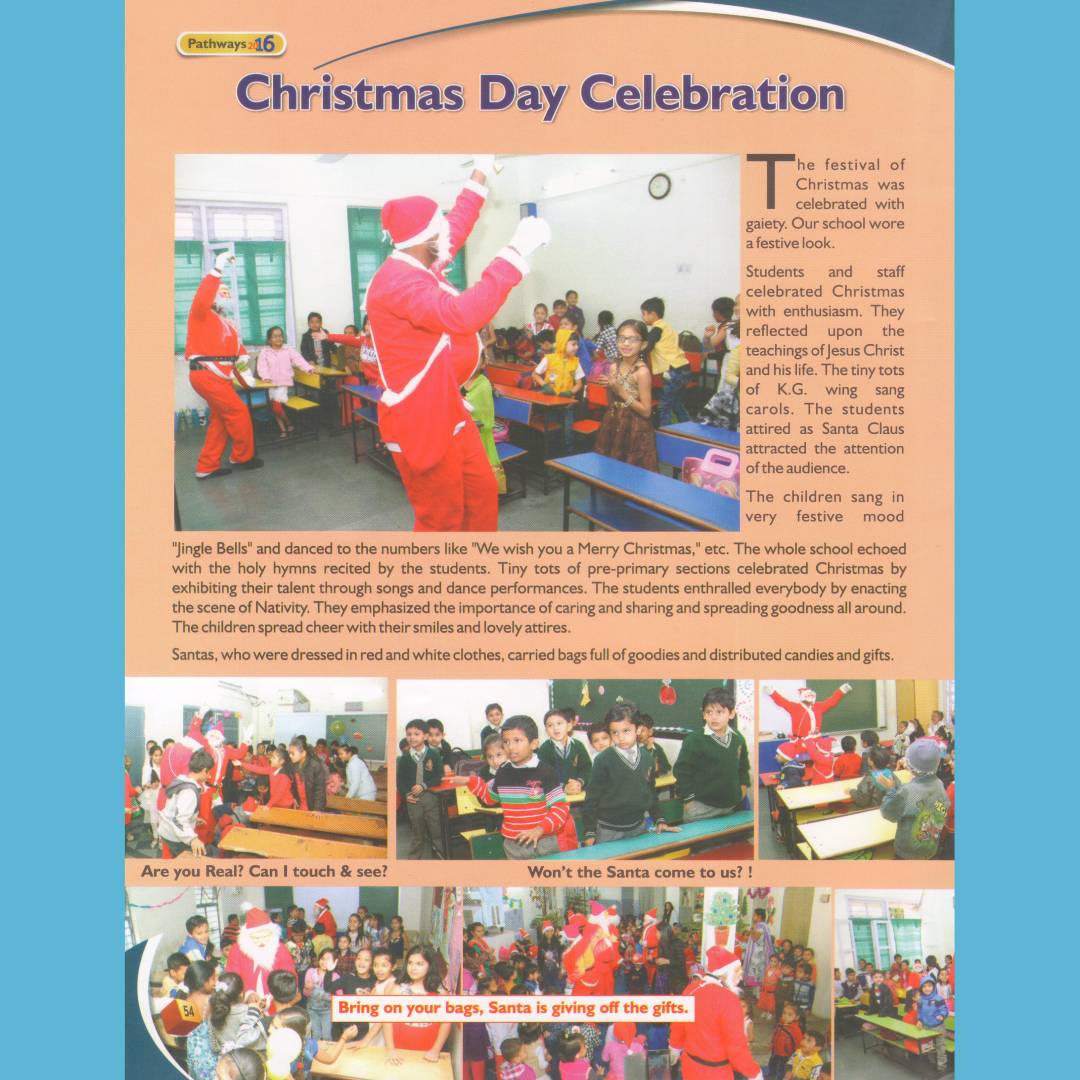 Pathways 2016
Christmas Day Celebration
The festival of
Christmas was
celebrated with
gaiety. Our school wore
a festive look.
Students and staff
celebrated Christmas
with enthusiasm. They
reflected upon the
teachings of Jesus Christ
and his life. The tiny tots
of K.G. wing sang
carols. The students
attired as Santa Claus
attracted the attention
of the audience.
The children sang in
very festive mood
"Jingle Bells" and danced to the numbers like "We wish you a Merry Christmas," etc. The whole school echoed
with the holy hymns recited by the students. Tiny tots of pre-primary sections celebrated Christmas by
exhibiting their talent through songs and dance performances. The students enthralled everybody by enacting
the scene of Nativity. They emphasized the importance of caring and sharing and spreading goodness all around.
The children spread cheer with their smiles and lovely attires.
Santas, who were dressed in red and white clothes, carried bags full of goodies and distributed candies and gifts.
Are you Real? Can I touch & see?
Won't the Santa come to us? !
Bring on your bags, Santa is giving off the gifts.
54